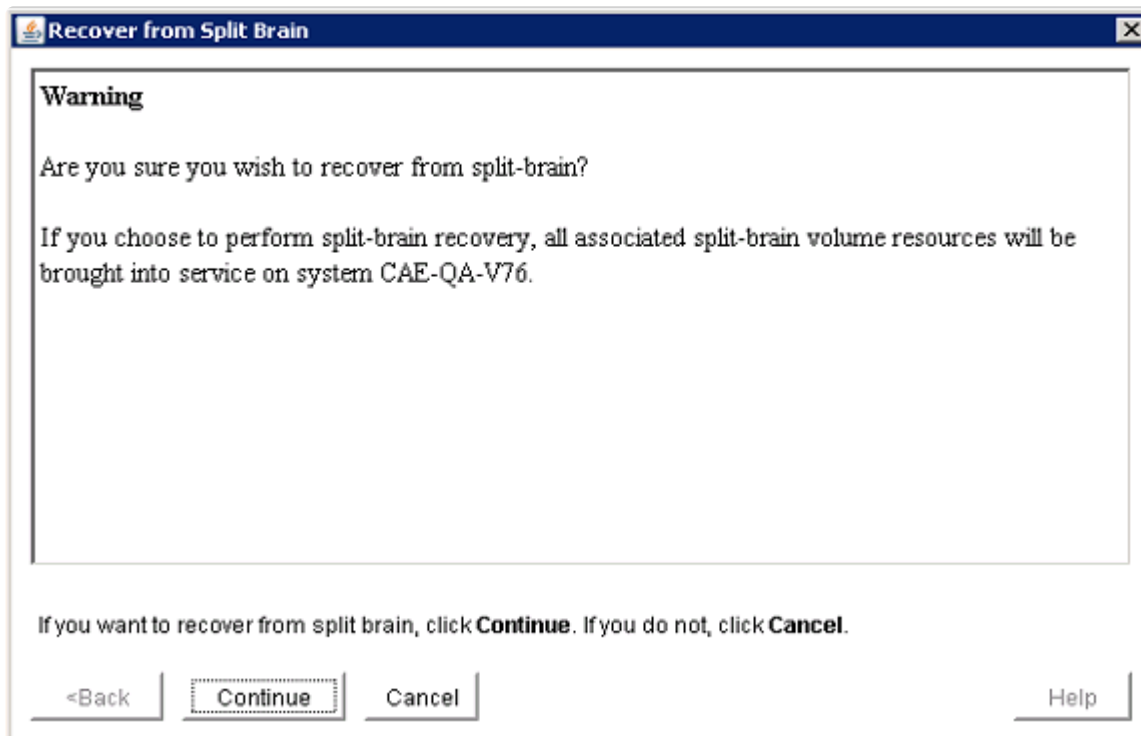 Recover from Split Brain
Warning
Are you sure you wish to recover from split-brain?
If you choose to perform split-brain recovery, all associated split-brain volume resources will be
brought into service on system CAE-QA-V76.
If you want to recover from split brain, click Continue. If you do not, click Cancel.
<Back Continue Cancel Help